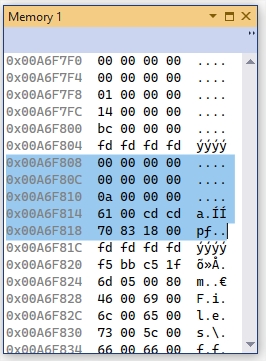 Memory 1
0x00A6F7F0 00 00 00 00 ....
0x00A6F7F4 00 00 00 00 ....
0x00A6F7F8 01 00 00 00 ....
0x00A6F7FC 14 00 00 00 ....
0x00A6F800 bc 00 00 00 ....
0x00A6F804 fd fd fd fd ýýýý
0x00A6F808 00 00 00 00 ....
0x00A6F80C 00 00 00 00 ....
0x00A6F810 0a 00 00 00 ....
0x00A6F814 61 00 cd cd a.ÍÍ
0x00A6F818 70 83 18 00 pƒ..
0x00A6F81C fd fd fd fd ýýýý
0x00A6F820 f5 bb c5 1f õ»Å.
0x00A6F824 6d 05 00 80 m..€
0x00A6F828 46 00 69 00 F.i.
0x00A6F82C 6c 00 65 00 l.e.
0x00A6F830 73 00 5c 00 s.\.
0x00A6F834 66 00 66 00 f.f.